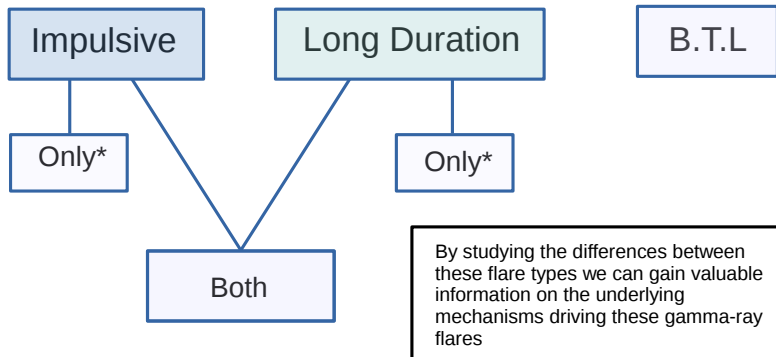 Impulsive
Long Duration
B.T.L
Only*
Only*
Both
By studying the differences between
these flare types we can gain valuable
information on the underlying
mechanisms driving these gamma-ray
flares